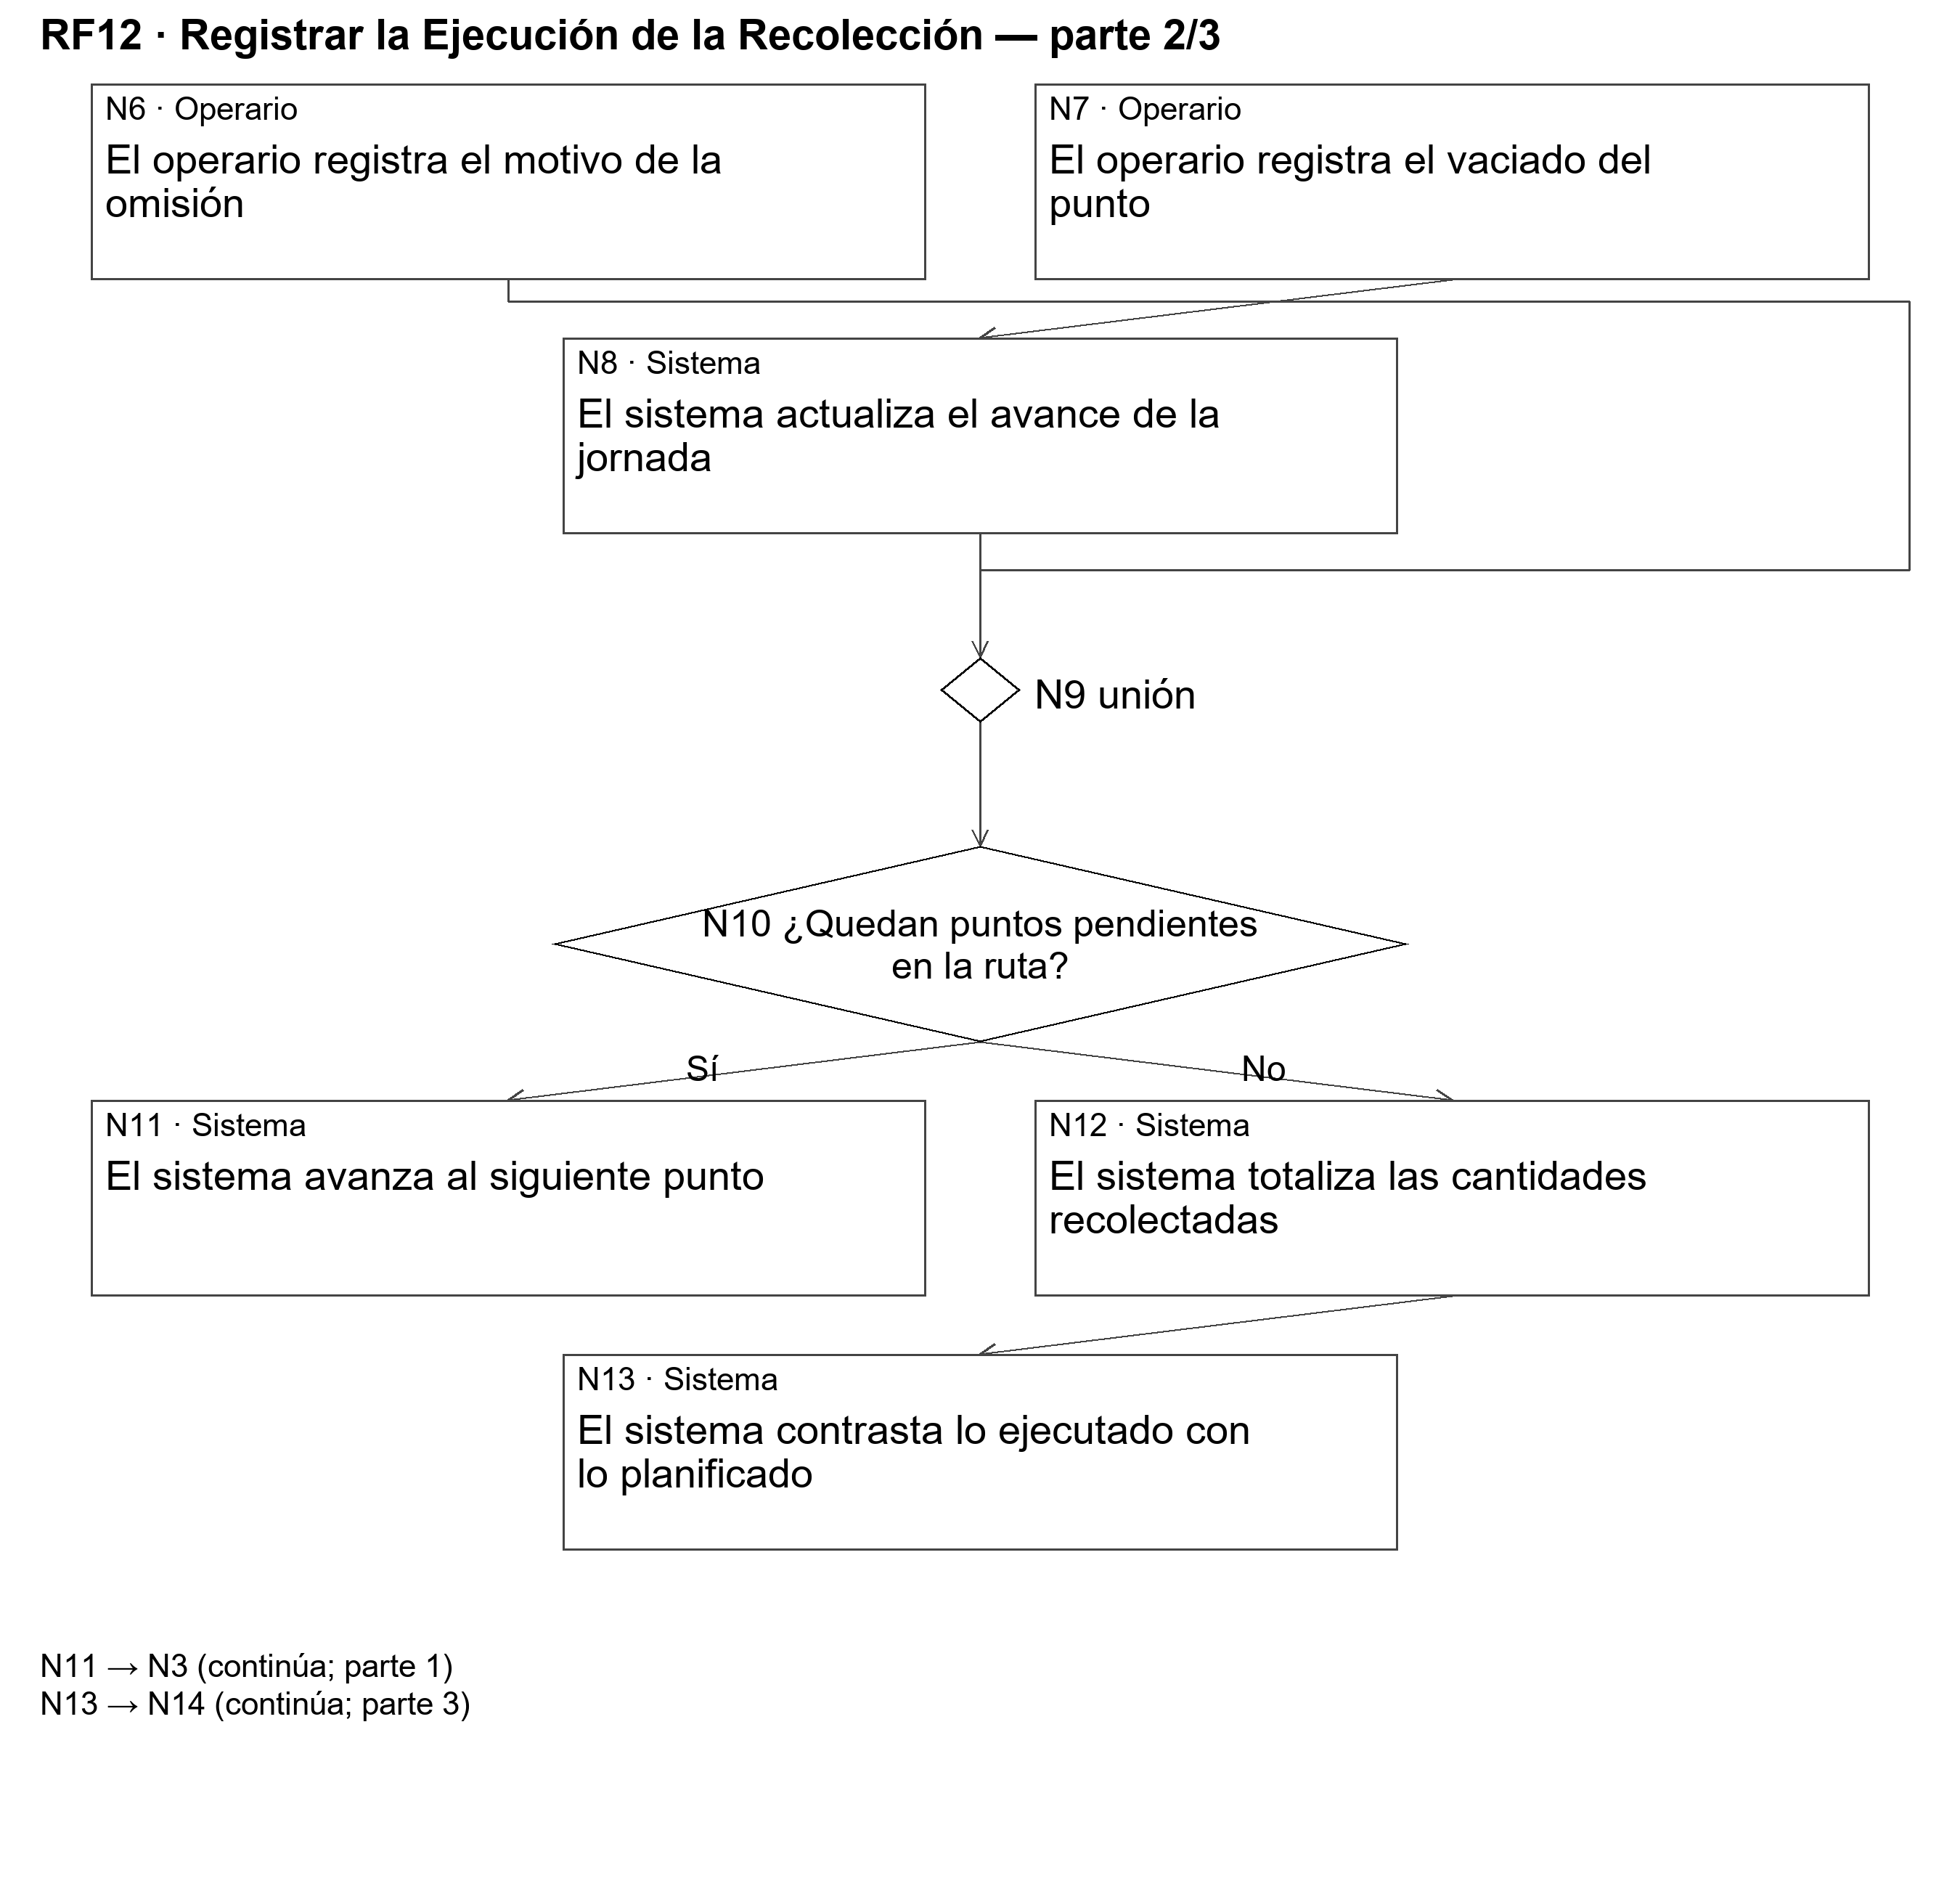 RF12 · Registrar la Ejecución de la Recolección — parte 2/3
N6 · Operario
El operario registra el motivo de la
omisión
N7 · Operario
El operario registra el vaciado del
punto
N8 · Sistema
El sistema actualiza el avance de la
jornada
N9 unión
N10 ¿Quedan puntos pendientes
en la ruta?
Sí
No
N11 · Sistema
El sistema avanza al siguiente punto
N12 · Sistema
El sistema totaliza las cantidades
recolectadas
N13 · Sistema
El sistema contrasta lo ejecutado con
lo planificado
N11 → N3 (continúa; parte 1)
N13 → N14 (continúa; parte 3)